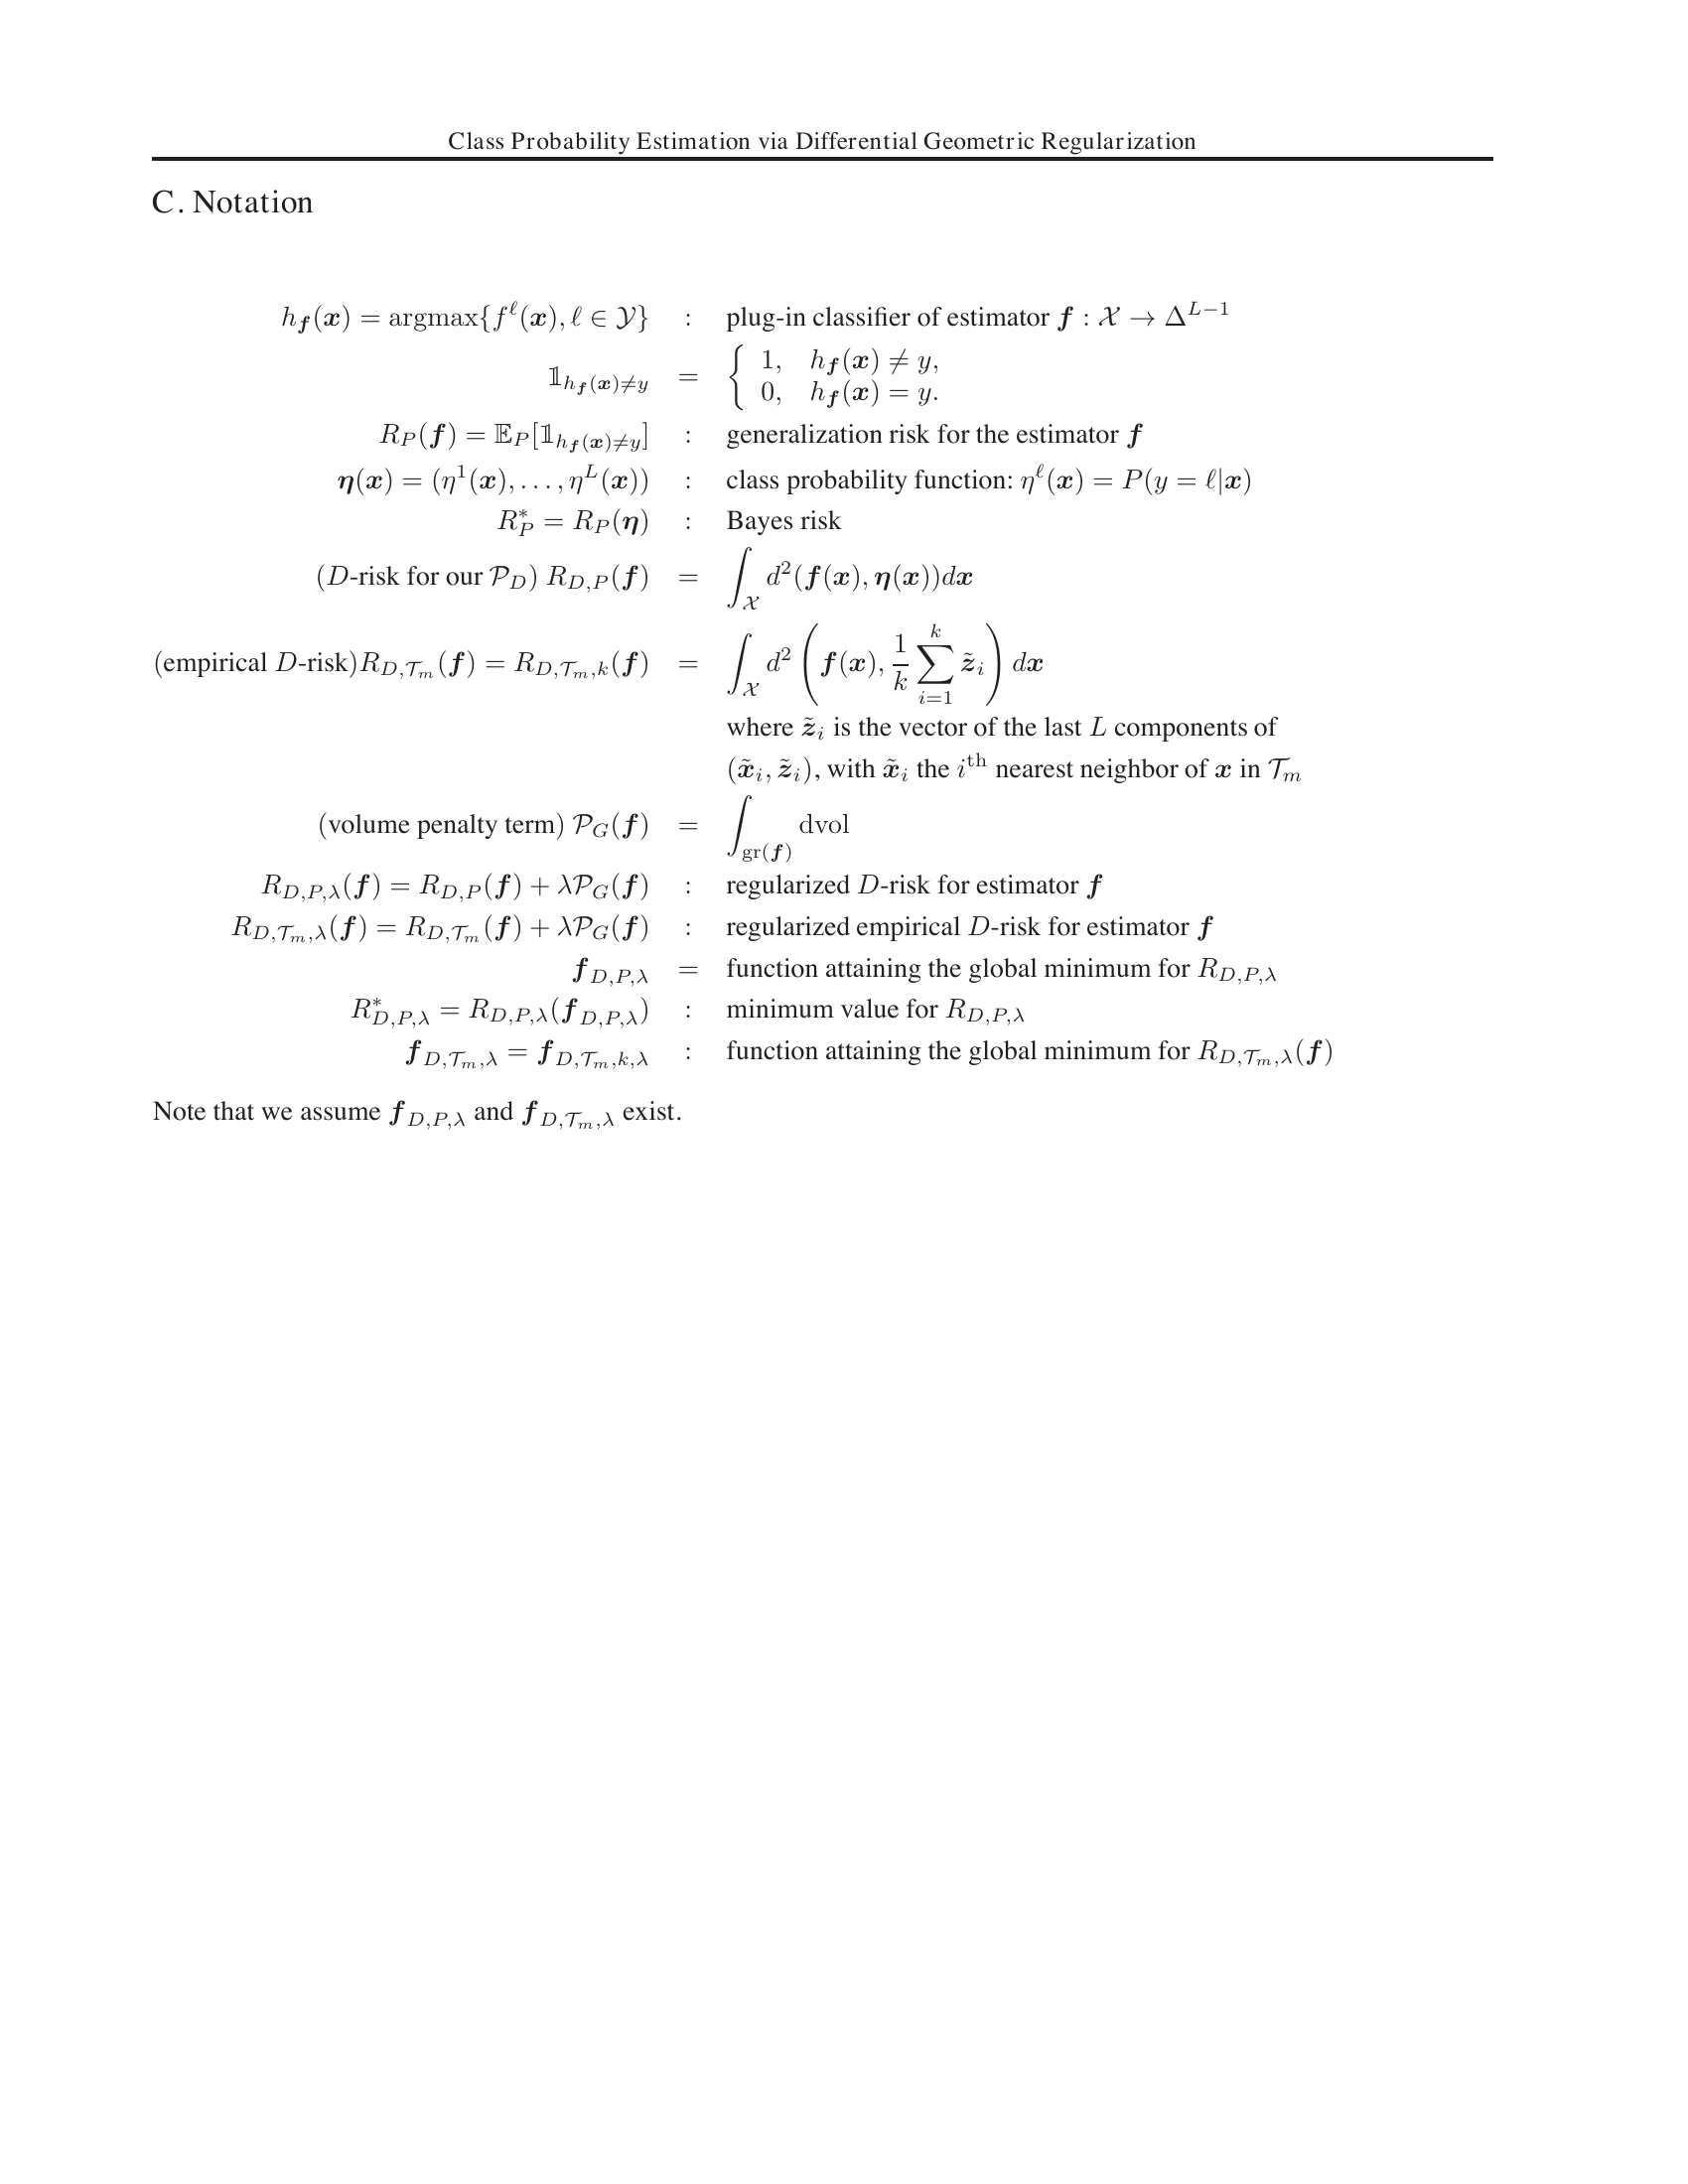 Class Probability Estimation via Differential Geometric Regularization
C. Notation
$h_{\boldsymbol{f}}(\boldsymbol{x}) = \operatorname{argmax}\{f^{\ell}(\boldsymbol{x}), \ell \in \mathcal{Y}\}$ : plug-in classifier of estimator $\boldsymbol{f} : \mathcal{X} \to \Delta^{L-1}$
$\mathbb{1}_{h_{\boldsymbol{f}}(\boldsymbol{x}) \neq y} = \begin{cases} 1, & h_{\boldsymbol{f}}(\boldsymbol{x}) \neq y, \\ 0, & h_{\boldsymbol{f}}(\boldsymbol{x}) = y. \end{cases}$
$R_P(\boldsymbol{f}) = \mathbb{E}_P[\mathbb{1}_{h_{\boldsymbol{f}}(\boldsymbol{x}) \neq y}]$ : generalization risk for the estimator $\boldsymbol{f}$
$\boldsymbol{\eta}(\boldsymbol{x}) = (\eta^1(\boldsymbol{x}), \ldots, \eta^L(\boldsymbol{x}))$ : class probability function: $\eta^{\ell}(\boldsymbol{x}) = P(y = \ell|\boldsymbol{x})$
$R_P^* = R_P(\boldsymbol{\eta})$ : Bayes risk
($D$-risk for our $\mathcal{P}_D$) $R_{D,P}(\boldsymbol{f}) = \int_{\mathcal{X}} d^2(\boldsymbol{f}(\boldsymbol{x}), \boldsymbol{\eta}(\boldsymbol{x}))d\boldsymbol{x}$
(empirical $D$-risk)$R_{D,\mathcal{T}_m}(\boldsymbol{f}) = R_{D,\mathcal{T}_m,k}(\boldsymbol{f}) = \int_{\mathcal{X}} d^2\left(\boldsymbol{f}(\boldsymbol{x}), \frac{1}{k}\sum_{i=1}^{k} \tilde{\boldsymbol{z}}_i\right) d\boldsymbol{x}$
where $\tilde{\boldsymbol{z}}_i$ is the vector of the last $L$ components of
$(\tilde{\boldsymbol{x}}_i, \tilde{\boldsymbol{z}}_i)$, with $\tilde{\boldsymbol{x}}_i$ the $i^{\text{th}}$ nearest neighbor of $\boldsymbol{x}$ in $\mathcal{T}_m$
(volume penalty term) $\mathcal{P}_G(\boldsymbol{f}) = \int_{\operatorname{gr}(\boldsymbol{f})} \text{dvol}$
$R_{D,P,\lambda}(\boldsymbol{f}) = R_{D,P}(\boldsymbol{f}) + \lambda\mathcal{P}_G(\boldsymbol{f})$ : regularized $D$-risk for estimator $\boldsymbol{f}$
$R_{D,\mathcal{T}_m,\lambda}(\boldsymbol{f}) = R_{D,\mathcal{T}_m}(\boldsymbol{f}) + \lambda\mathcal{P}_G(\boldsymbol{f})$ : regularized empirical $D$-risk for estimator $\boldsymbol{f}$
$\boldsymbol{f}_{D,P,\lambda}$ = function attaining the global minimum for $R_{D,P,\lambda}$
$R_{D,P,\lambda}^* = R_{D,P,\lambda}(\boldsymbol{f}_{D,P,\lambda})$ : minimum value for $R_{D,P,\lambda}$
$\boldsymbol{f}_{D,\mathcal{T}_m,\lambda} = \boldsymbol{f}_{D,\mathcal{T}_m,k,\lambda}$ : function attaining the global minimum for $R_{D,\mathcal{T}_m,\lambda}(\boldsymbol{f})$
Note that we assume $\boldsymbol{f}_{D,P,\lambda}$ and $\boldsymbol{f}_{D,\mathcal{T}_m,\lambda}$ exist.